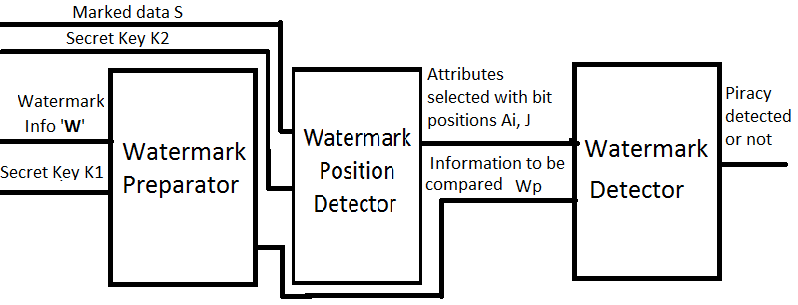 Marked data S
Secret Key K2
Watermark
Info 'W'
Secret Key K1
Watermark
Preparator
Watermark
Position
Detector
Attributes
selected with bit
positions Ai, J
Information to be
compared Wp
Watermark
Detector
Piracy
detected
or not